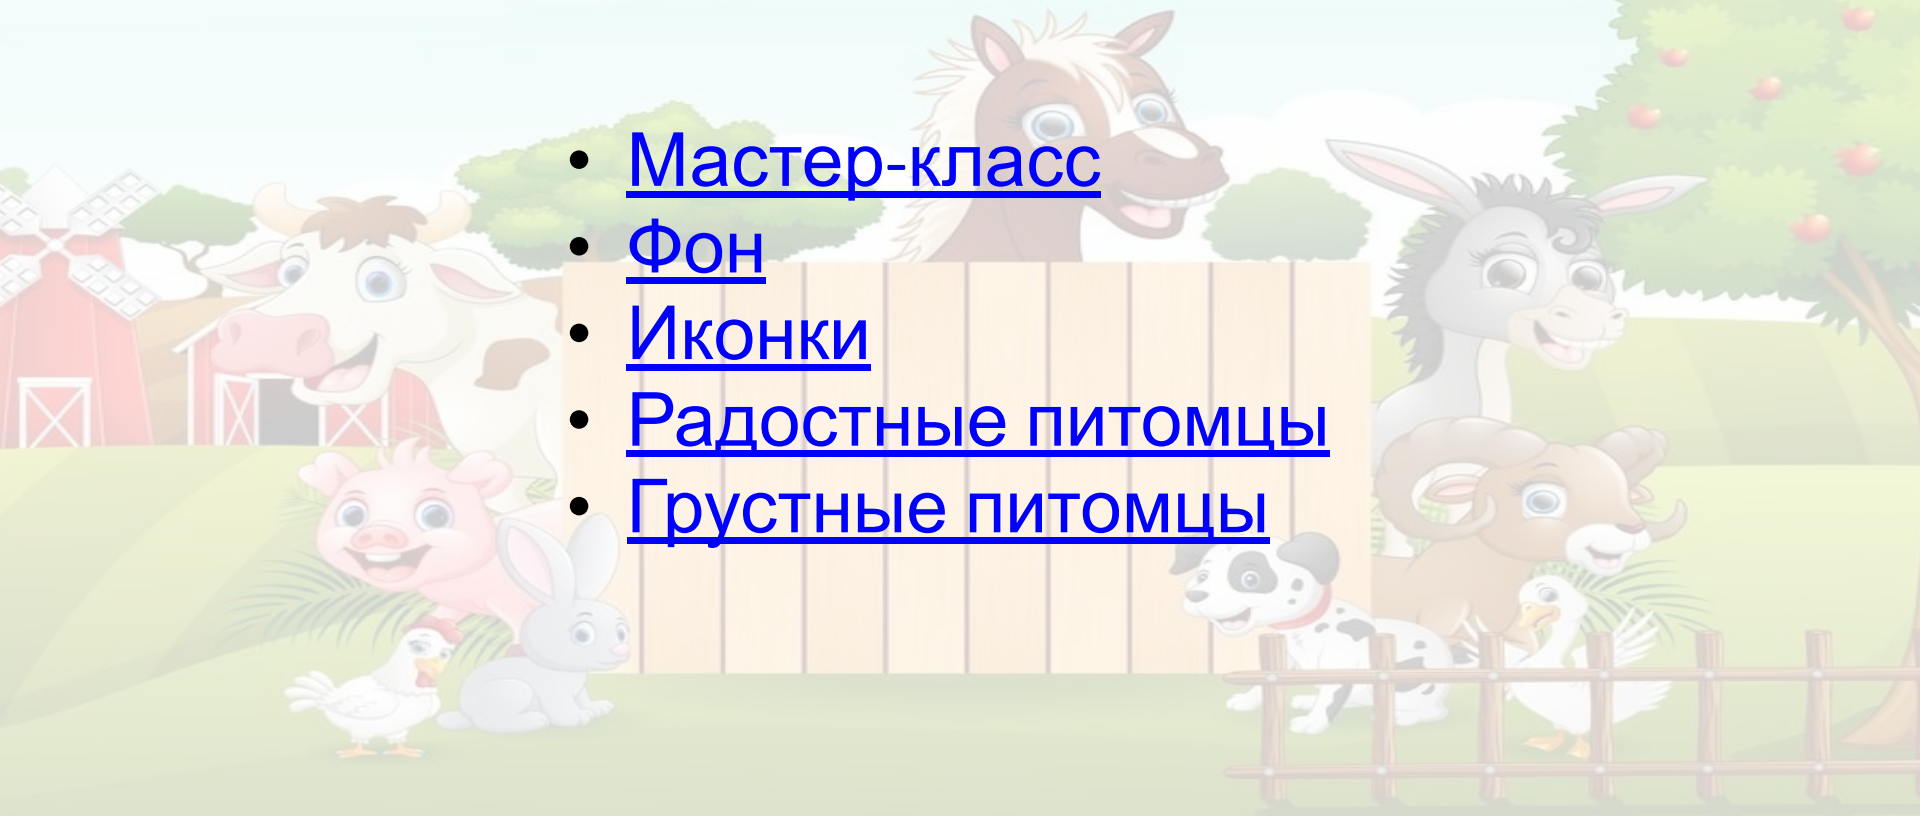 • Мастер-класс
• Фон
• Иконки
• Радостные питомцы
• Грустные питомцы